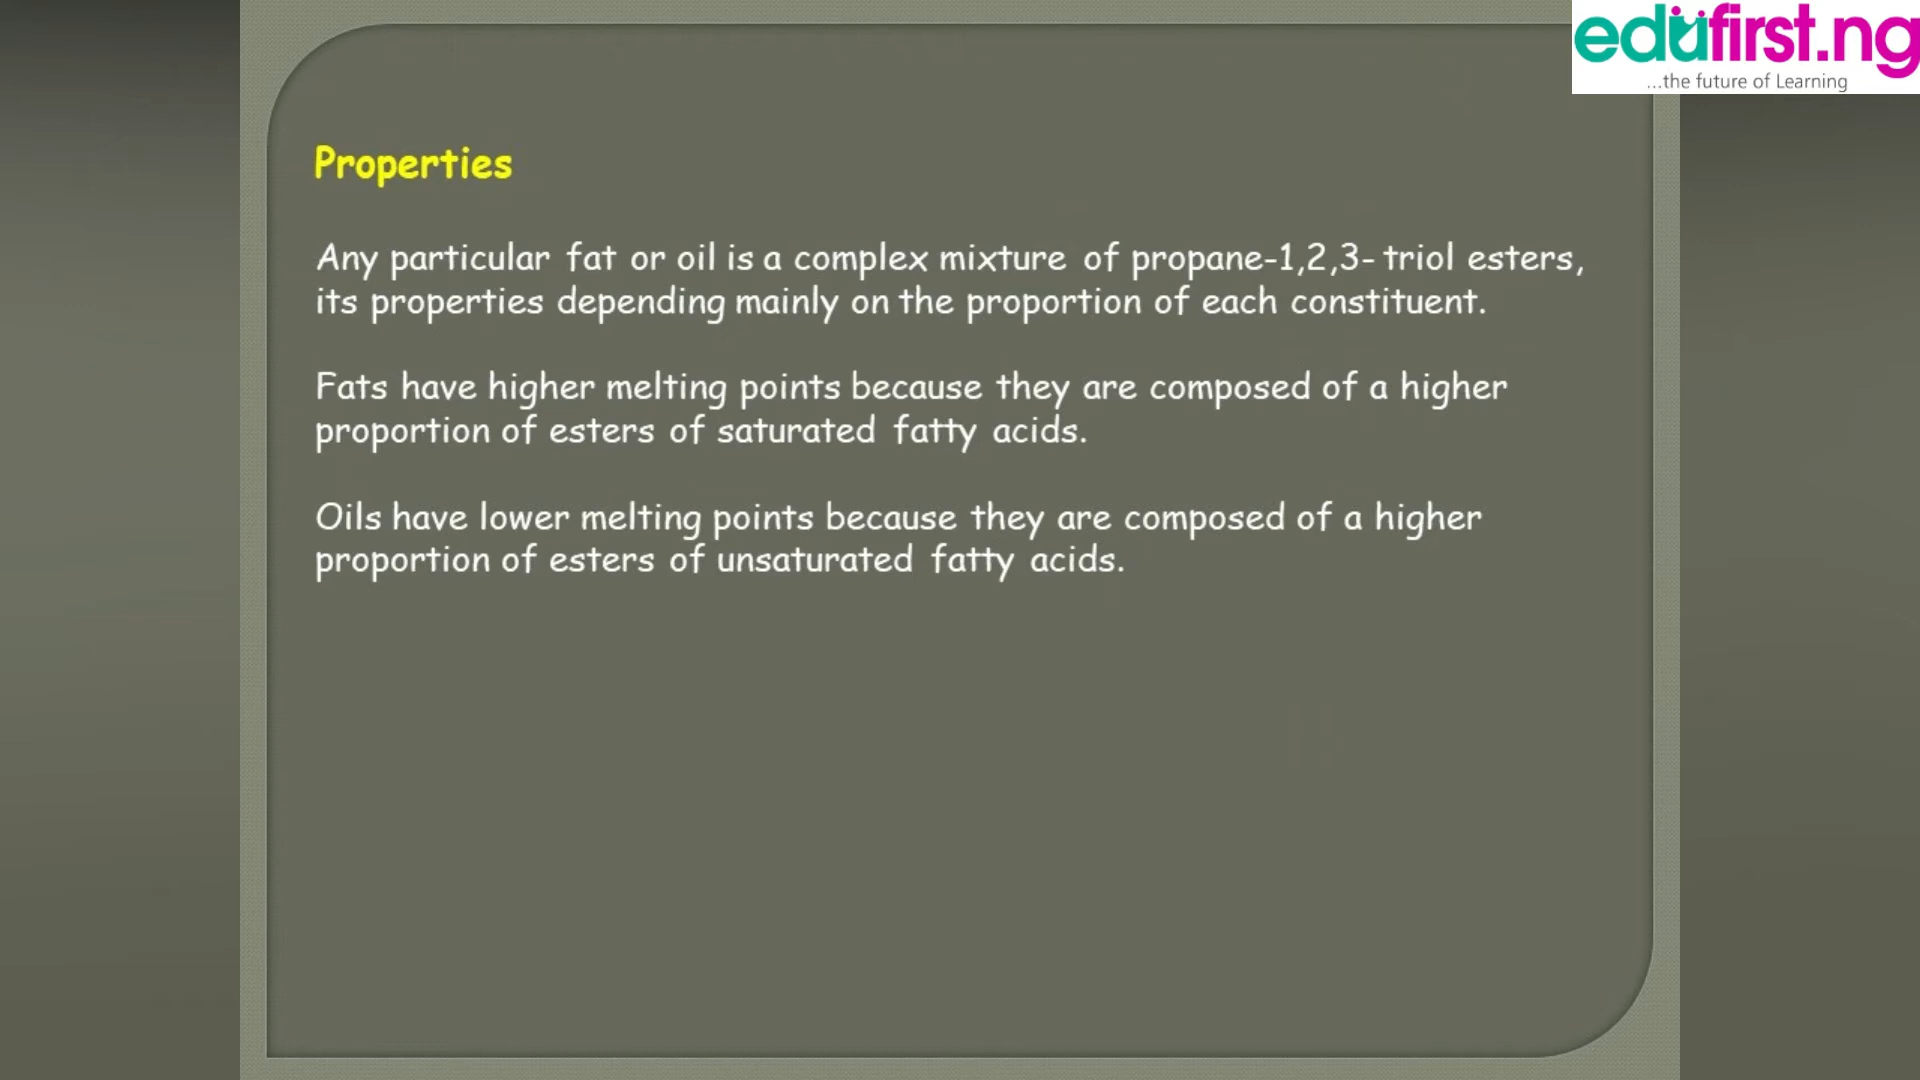 edufirst.ng
...the future of Learning
Properties
Any particular fat or oil is a complex mixture of propane-1,2,3- triol esters,
its properties depending mainly on the proportion of each constituent.
Fats have higher melting points because they are composed of a higher
proportion of esters of saturated fatty acids.
Oils have lower melting points because they are composed of a higher
proportion of esters of unsaturated fatty acids.